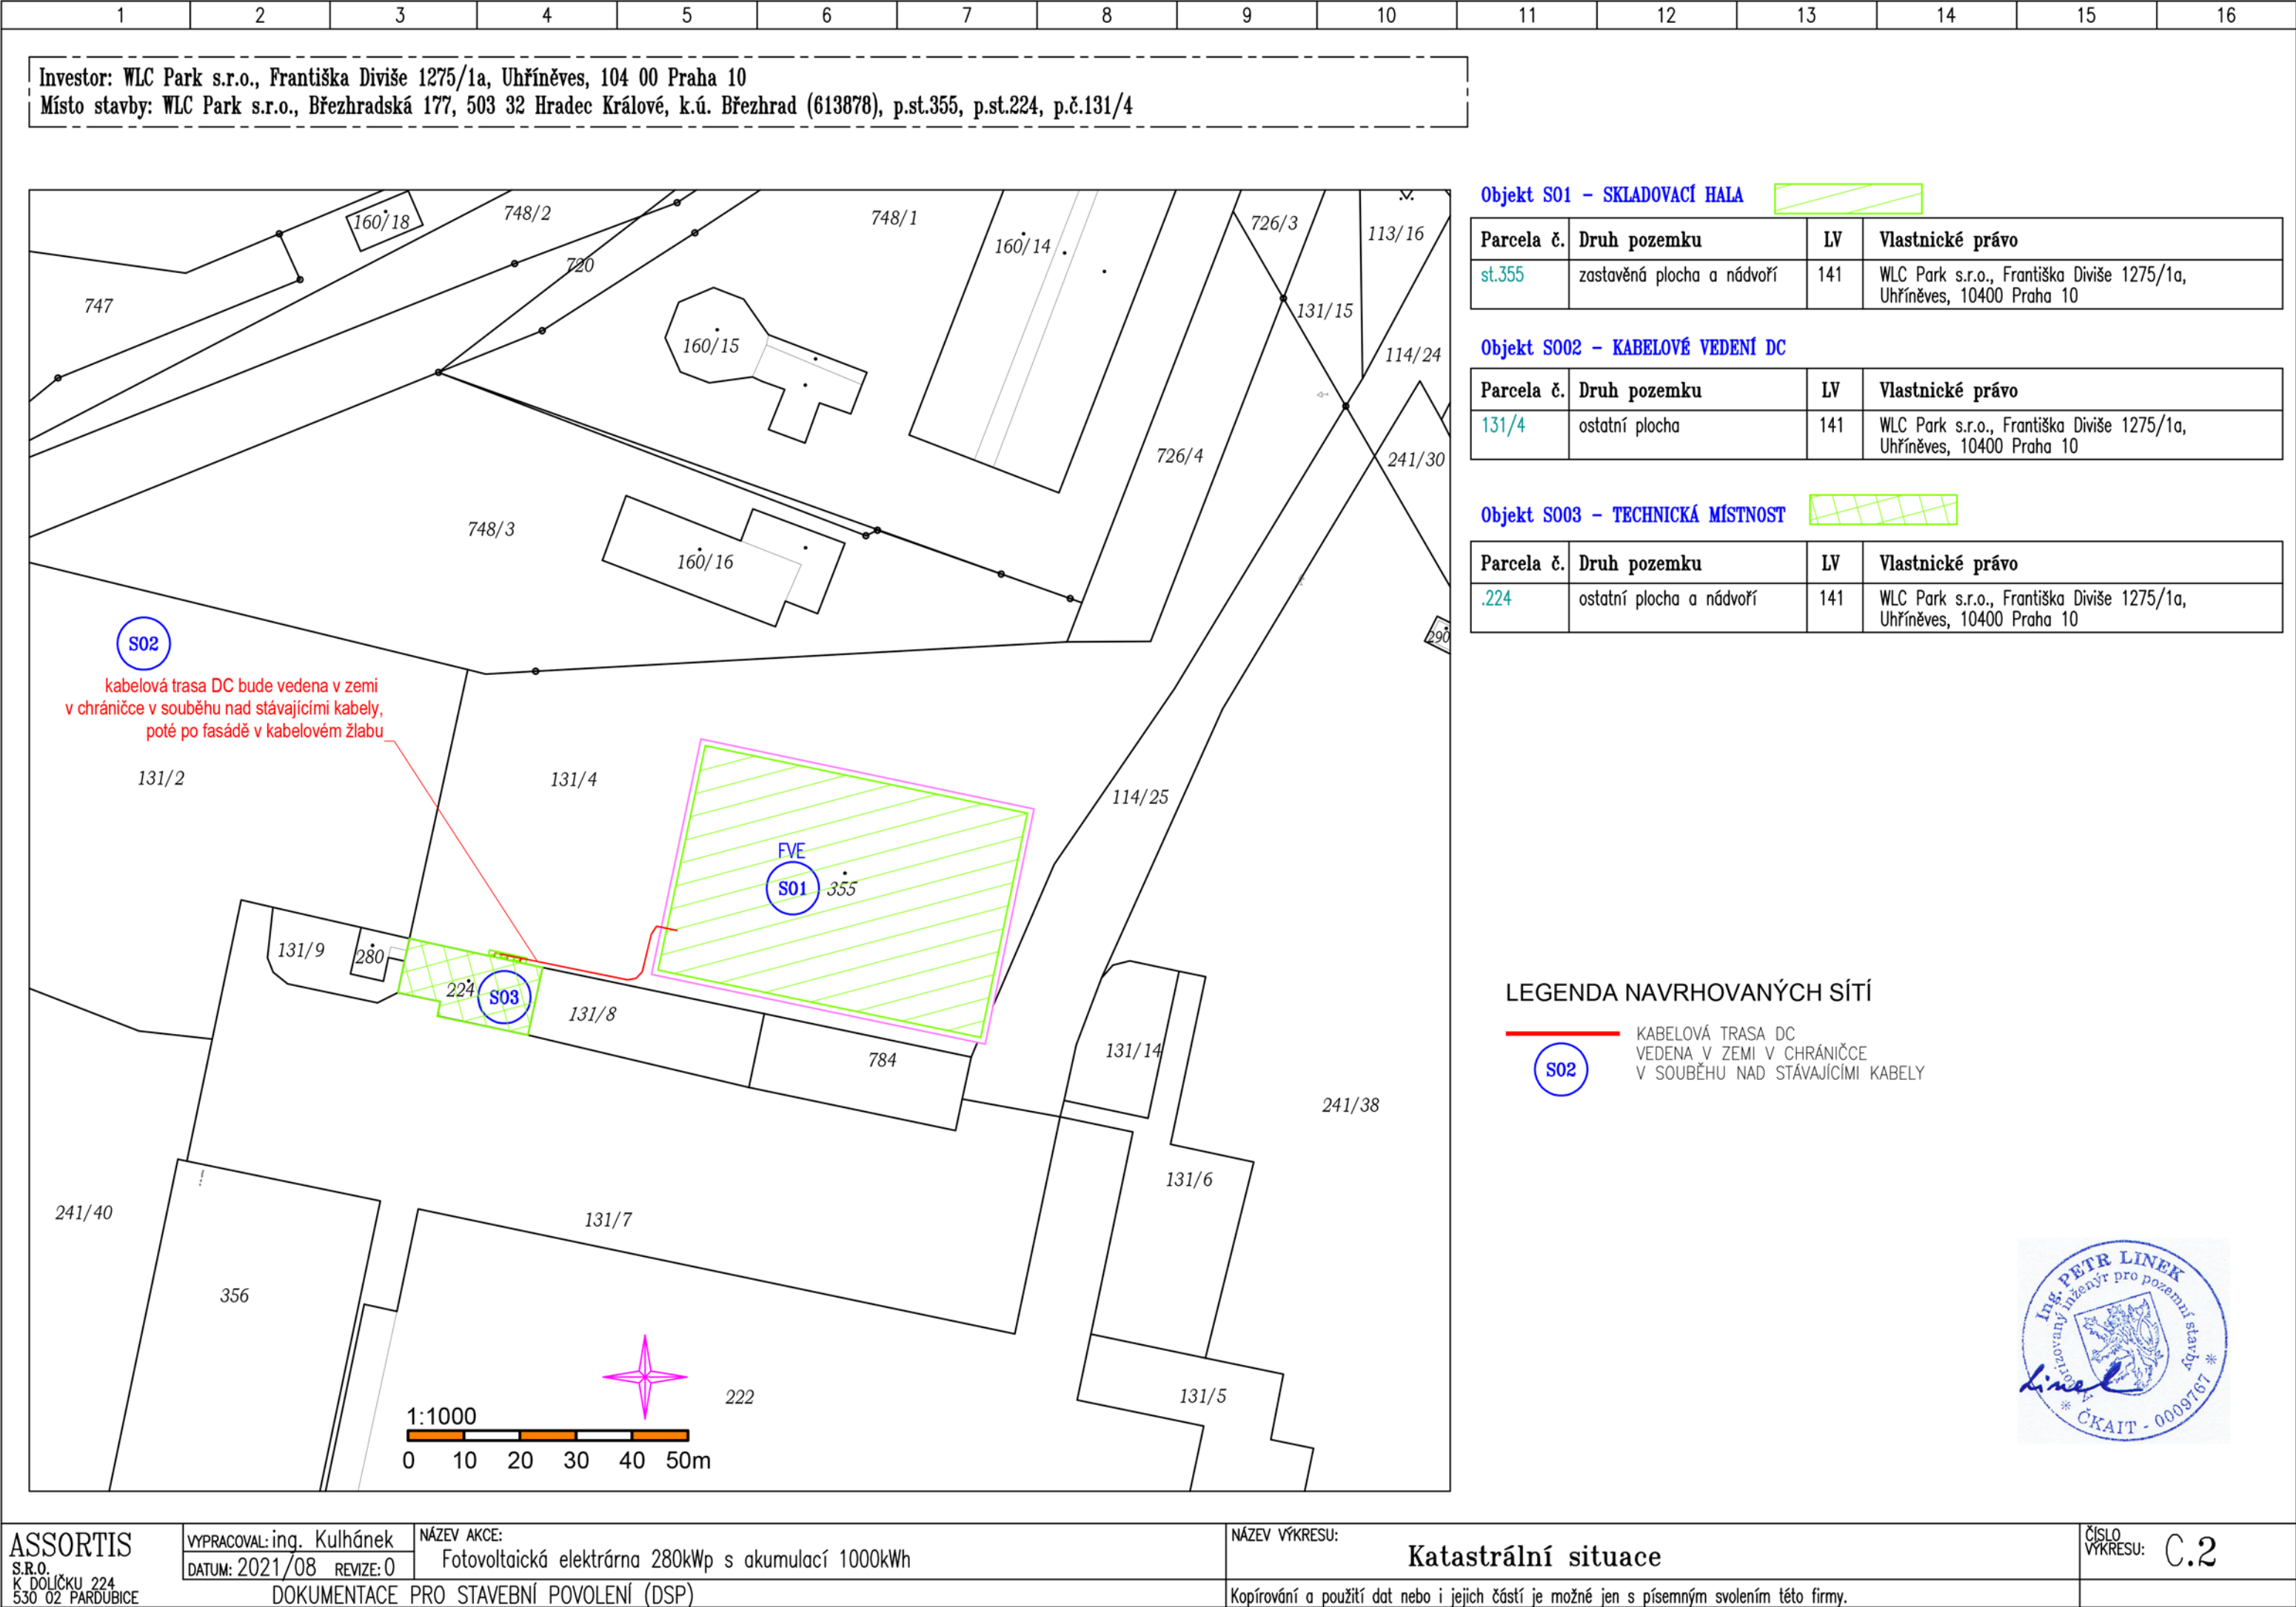 1 2 3 4 5 6 7 8 9 10 11 12 13 14 15 16
Investor: WLC Park s.r.o., Františka Diviše 1275/1a, Uhříněves, 104 00 Praha 10
Místo stavby: WLC Park s.r.o., Březhradská 177, 503 32 Hradec Králové, k.ú. Březhrad (613878), p.st.355, p.st.224, p.č.131/4
160/18
748/2
748/1
160/14
726/3
113/16
747
720
160/15
131/15
114/24
726/4
241/30
748/3
160/16
290
S02
kabelová trasa DC bude vedena v zemi
v chráničce v souběhu nad stávajícími kabely,
poté po fasádě v kabelovém žlabu
131/2
131/4
114/25
FVE
S01 355
131/9
280
224
S03
131/8
784
131/14
241/38
131/6
241/40
131/7
356
222
131/5
1:1000
0 10 20 30 40 50m
Objekt S01 – SKLADOVACÍ HALA
Parcela č. Druh pozemku LV Vlastnické právo
st.355 zastavěná plocha a nádvoří 141 WLC Park s.r.o., Františka Diviše 1275/1a,
Uhříněves, 10400 Praha 10
Objekt SO02 – KABELOVÉ VEDENÍ DC
Parcela č. Druh pozemku LV Vlastnické právo
131/4 ostatní plocha 141 WLC Park s.r.o., Františka Diviše 1275/1a,
Uhříněves, 10400 Praha 10
Objekt SO03 – TECHNICKÁ MÍSTNOST
Parcela č. Druh pozemku LV Vlastnické právo
.224 ostatní plocha a nádvoří 141 WLC Park s.r.o., Františka Diviše 1275/1a,
Uhříněves, 10400 Praha 10
LEGENDA NAVRHOVANÝCH SÍTÍ
KABELOVÁ TRASA DC
VEDENA V ZEMI V CHRÁNIČCE
S02 V SOUBĚHU NAD STÁVAJÍCÍMI KABELY
Ing. PETR LINEK
inženýr pro pozemní stavby
* ČKAIT - 0009767 *
Linek
ASSORTIS
S.R.O.
K DOLÍČKU 224
530 02 PARDUBICE
VYPRACOVAL: ing. Kulhánek
DATUM: 2021/08 REVIZE: 0
NÁZEV AKCE:
Fotovoltaická elektrárna 280kWp s akumulací 1000kWh
DOKUMENTACE PRO STAVEBNÍ POVOLENÍ (DSP)
NÁZEV VÝKRESU:
Katastrální situace
Kopírování a použití dat nebo i jejich částí je možné jen s písemným svolením této firmy.
ČÍSLO
VÝKRESU: C.2